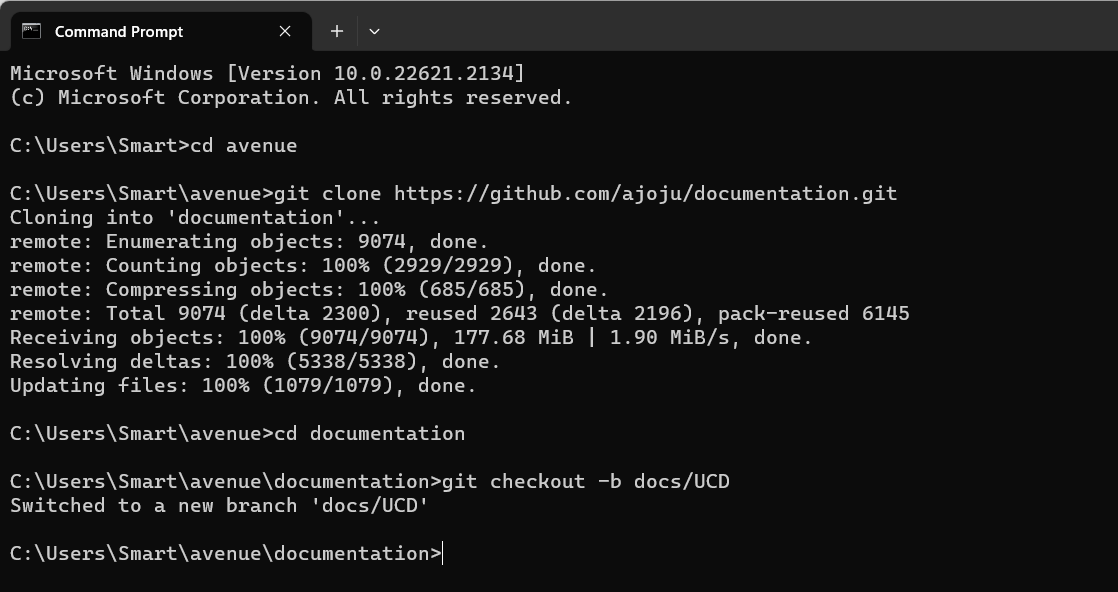 Command Prompt
Microsoft Windows [Version 10.0.22621.2134]
(c) Microsoft Corporation. All rights reserved.
C:\Users\Smart>cd avenue
C:\Users\Smart\avenue>git clone https://github.com/ajoju/documentation.git
Cloning into 'documentation'...
remote: Enumerating objects: 9074, done.
remote: Counting objects: 100% (2929/2929), done.
remote: Compressing objects: 100% (685/685), done.
remote: Total 9074 (delta 2300), reused 2643 (delta 2196), pack-reused 6145
Receiving objects: 100% (9074/9074), 177.68 MiB | 1.90 MiB/s, done.
Resolving deltas: 100% (5338/5338), done.
Updating files: 100% (1079/1079), done.
C:\Users\Smart\avenue>cd documentation
C:\Users\Smart\avenue\documentation>git checkout -b docs/UCD
Switched to a new branch 'docs/UCD'
C:\Users\Smart\avenue\documentation>